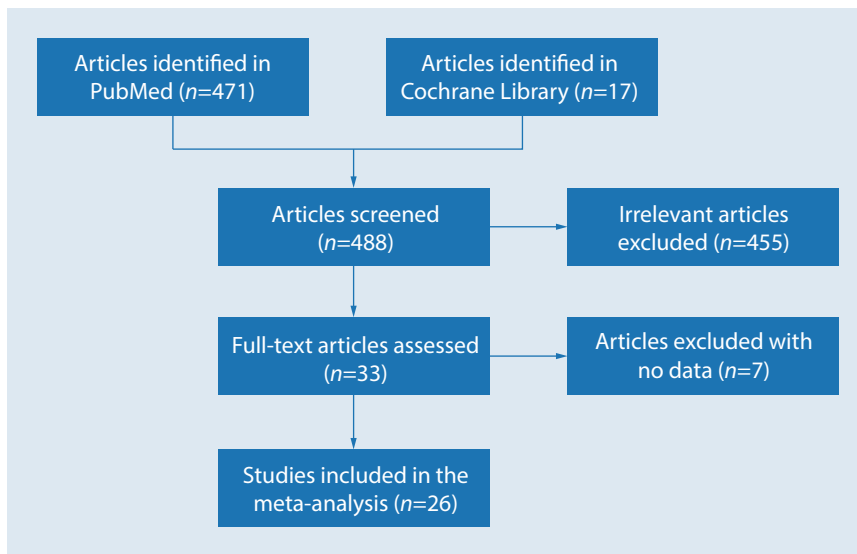 Articles identified in
PubMed (n=471)
Articles identified in
Cochrane Library (n=17)
Articles screened
(n=488)
Irrelevant articles
excluded (n=455)
Full-text articles assessed
(n=33)
Articles excluded with
no data (n=7)
Studies included in the
meta-analysis (n=26)